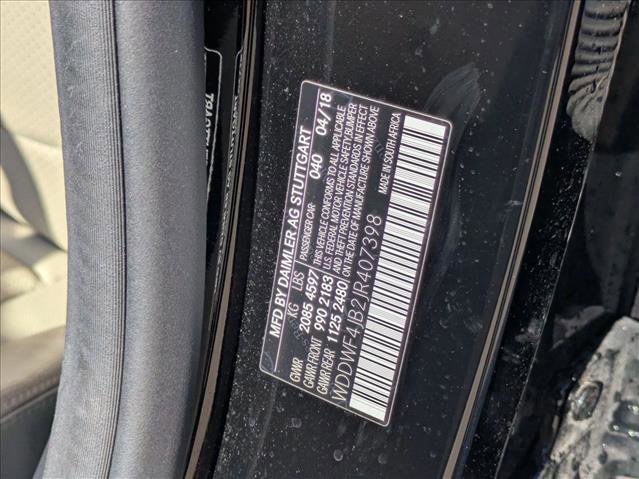 MFD BY DAIMLER AG STUTTGART
KG LBS PASSENGER CAR 040 04/18
GVWR 2085 4597 THIS VEHICLE CONFORMS TO ALL APPLICABLE
GAWR FRONT 990 2183 U.S. FEDERAL MOTOR VEHICLE SAFETY, BUMPER
GAWR REAR 1125 2480 AND THEFT PREVENTION STANDARDS IN EFFECT
ON THE DATE OF MANUFACTURE SHOWN ABOVE
WDDWF4JB2JR407398 MADE IN SOUTH AFRICA